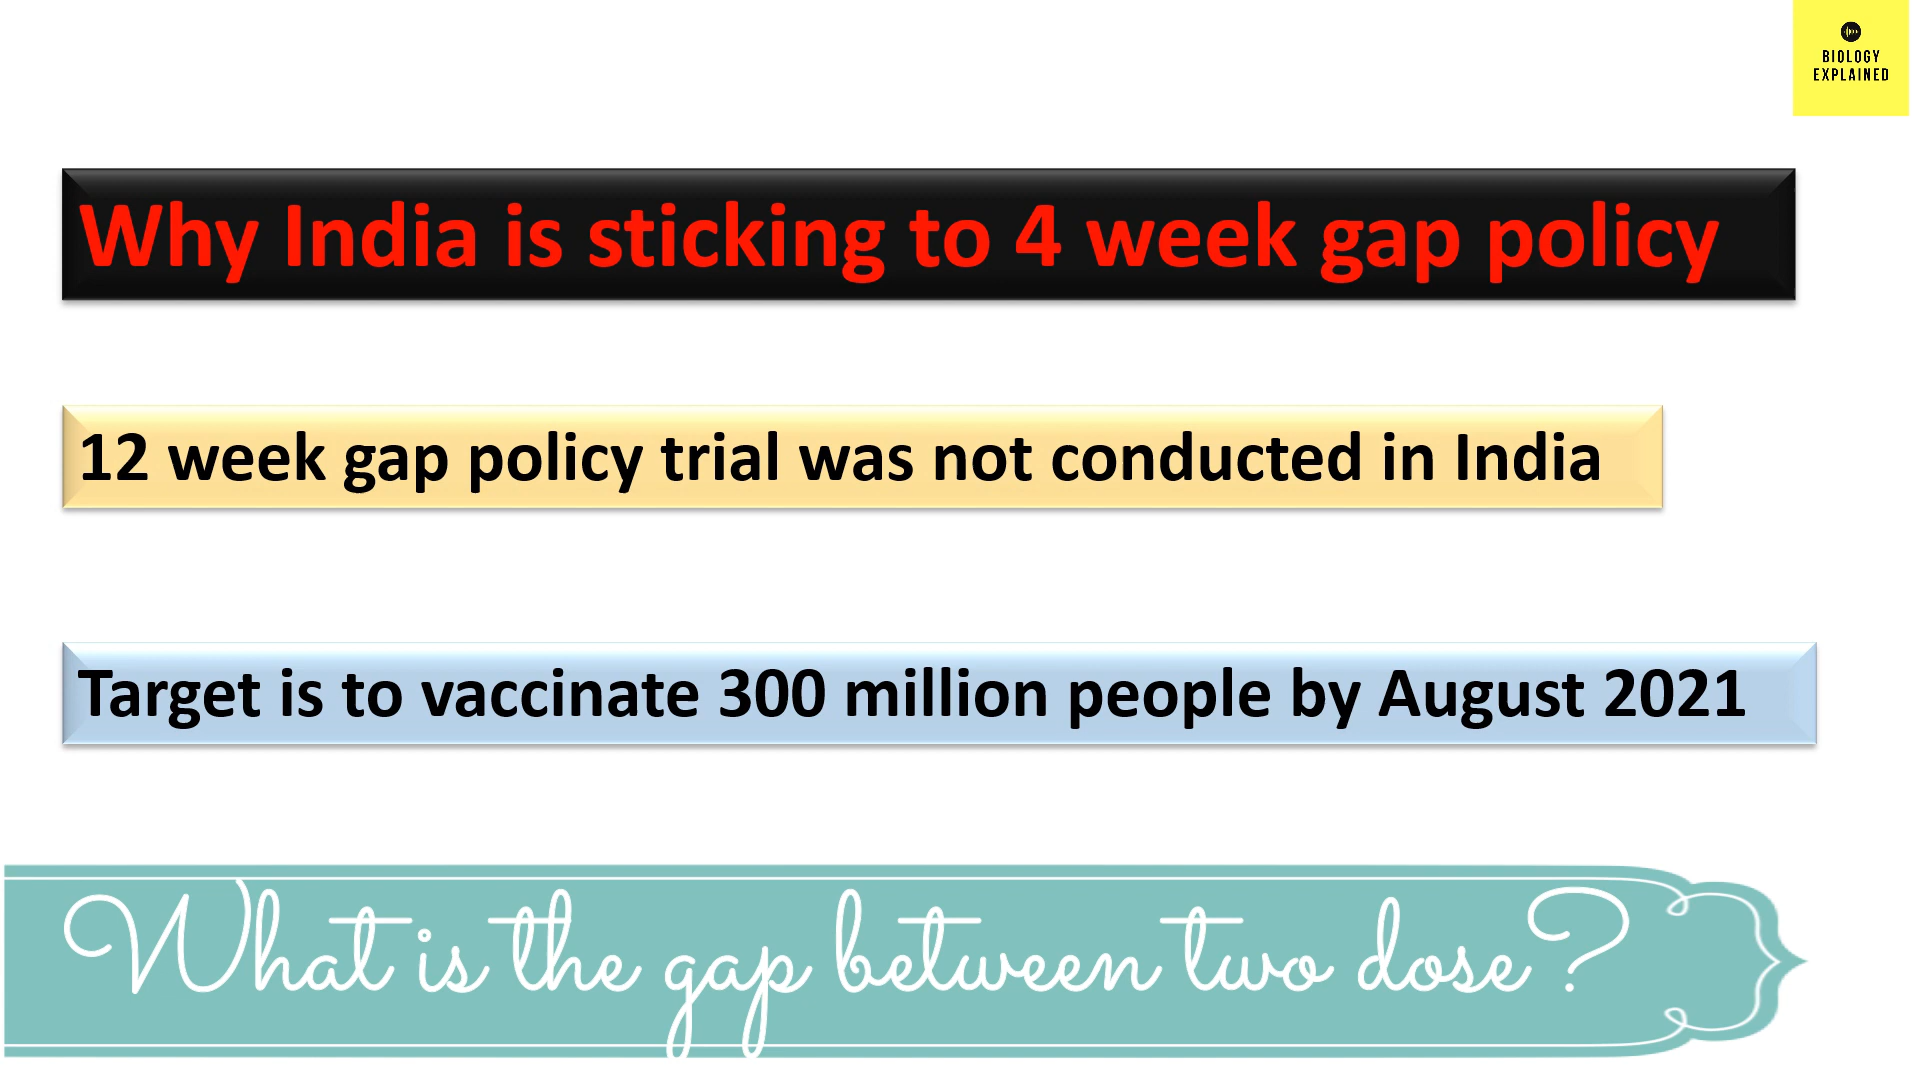 BIOLOGY
EXPLAINED
Why India is sticking to 4 week gap policy
12 week gap policy trial was not conducted in India
Target is to vaccinate 300 million people by August 2021
What is the gap between two dose?